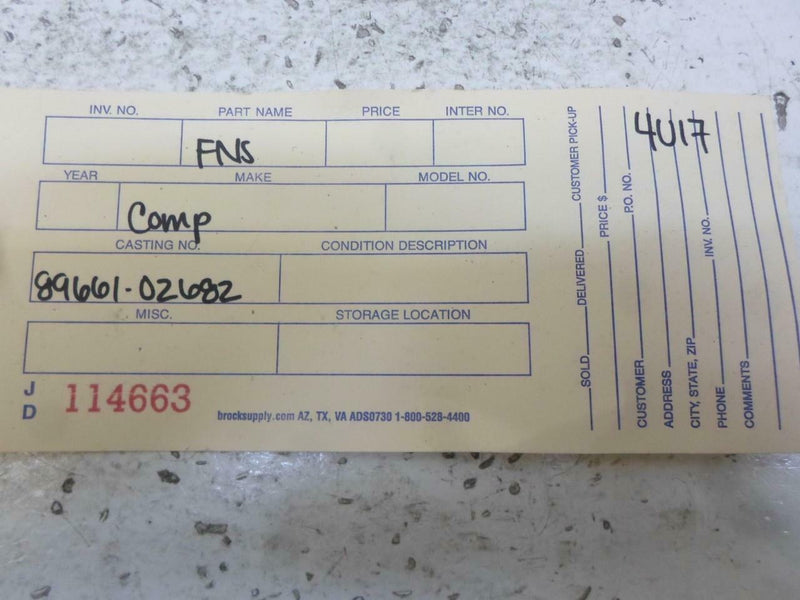 INV. NO. PART NAME PRICE INTER NO.
FNS
YEAR MAKE MODEL NO.
Comp
CASTING NO. CONDITION DESCRIPTION
89661-02682
MISC. STORAGE LOCATION
J
D
114663
brocksupply.com AZ, TX, VA ADS0730 1-800-528-4400
SOLD DELIVERED CUSTOMER PICK-UP
PRICE $
P.O. NO.
4U17
CUSTOMER
ADDRESS
CITY, STATE, ZIP
PHONE INV. NO.
COMMENTS